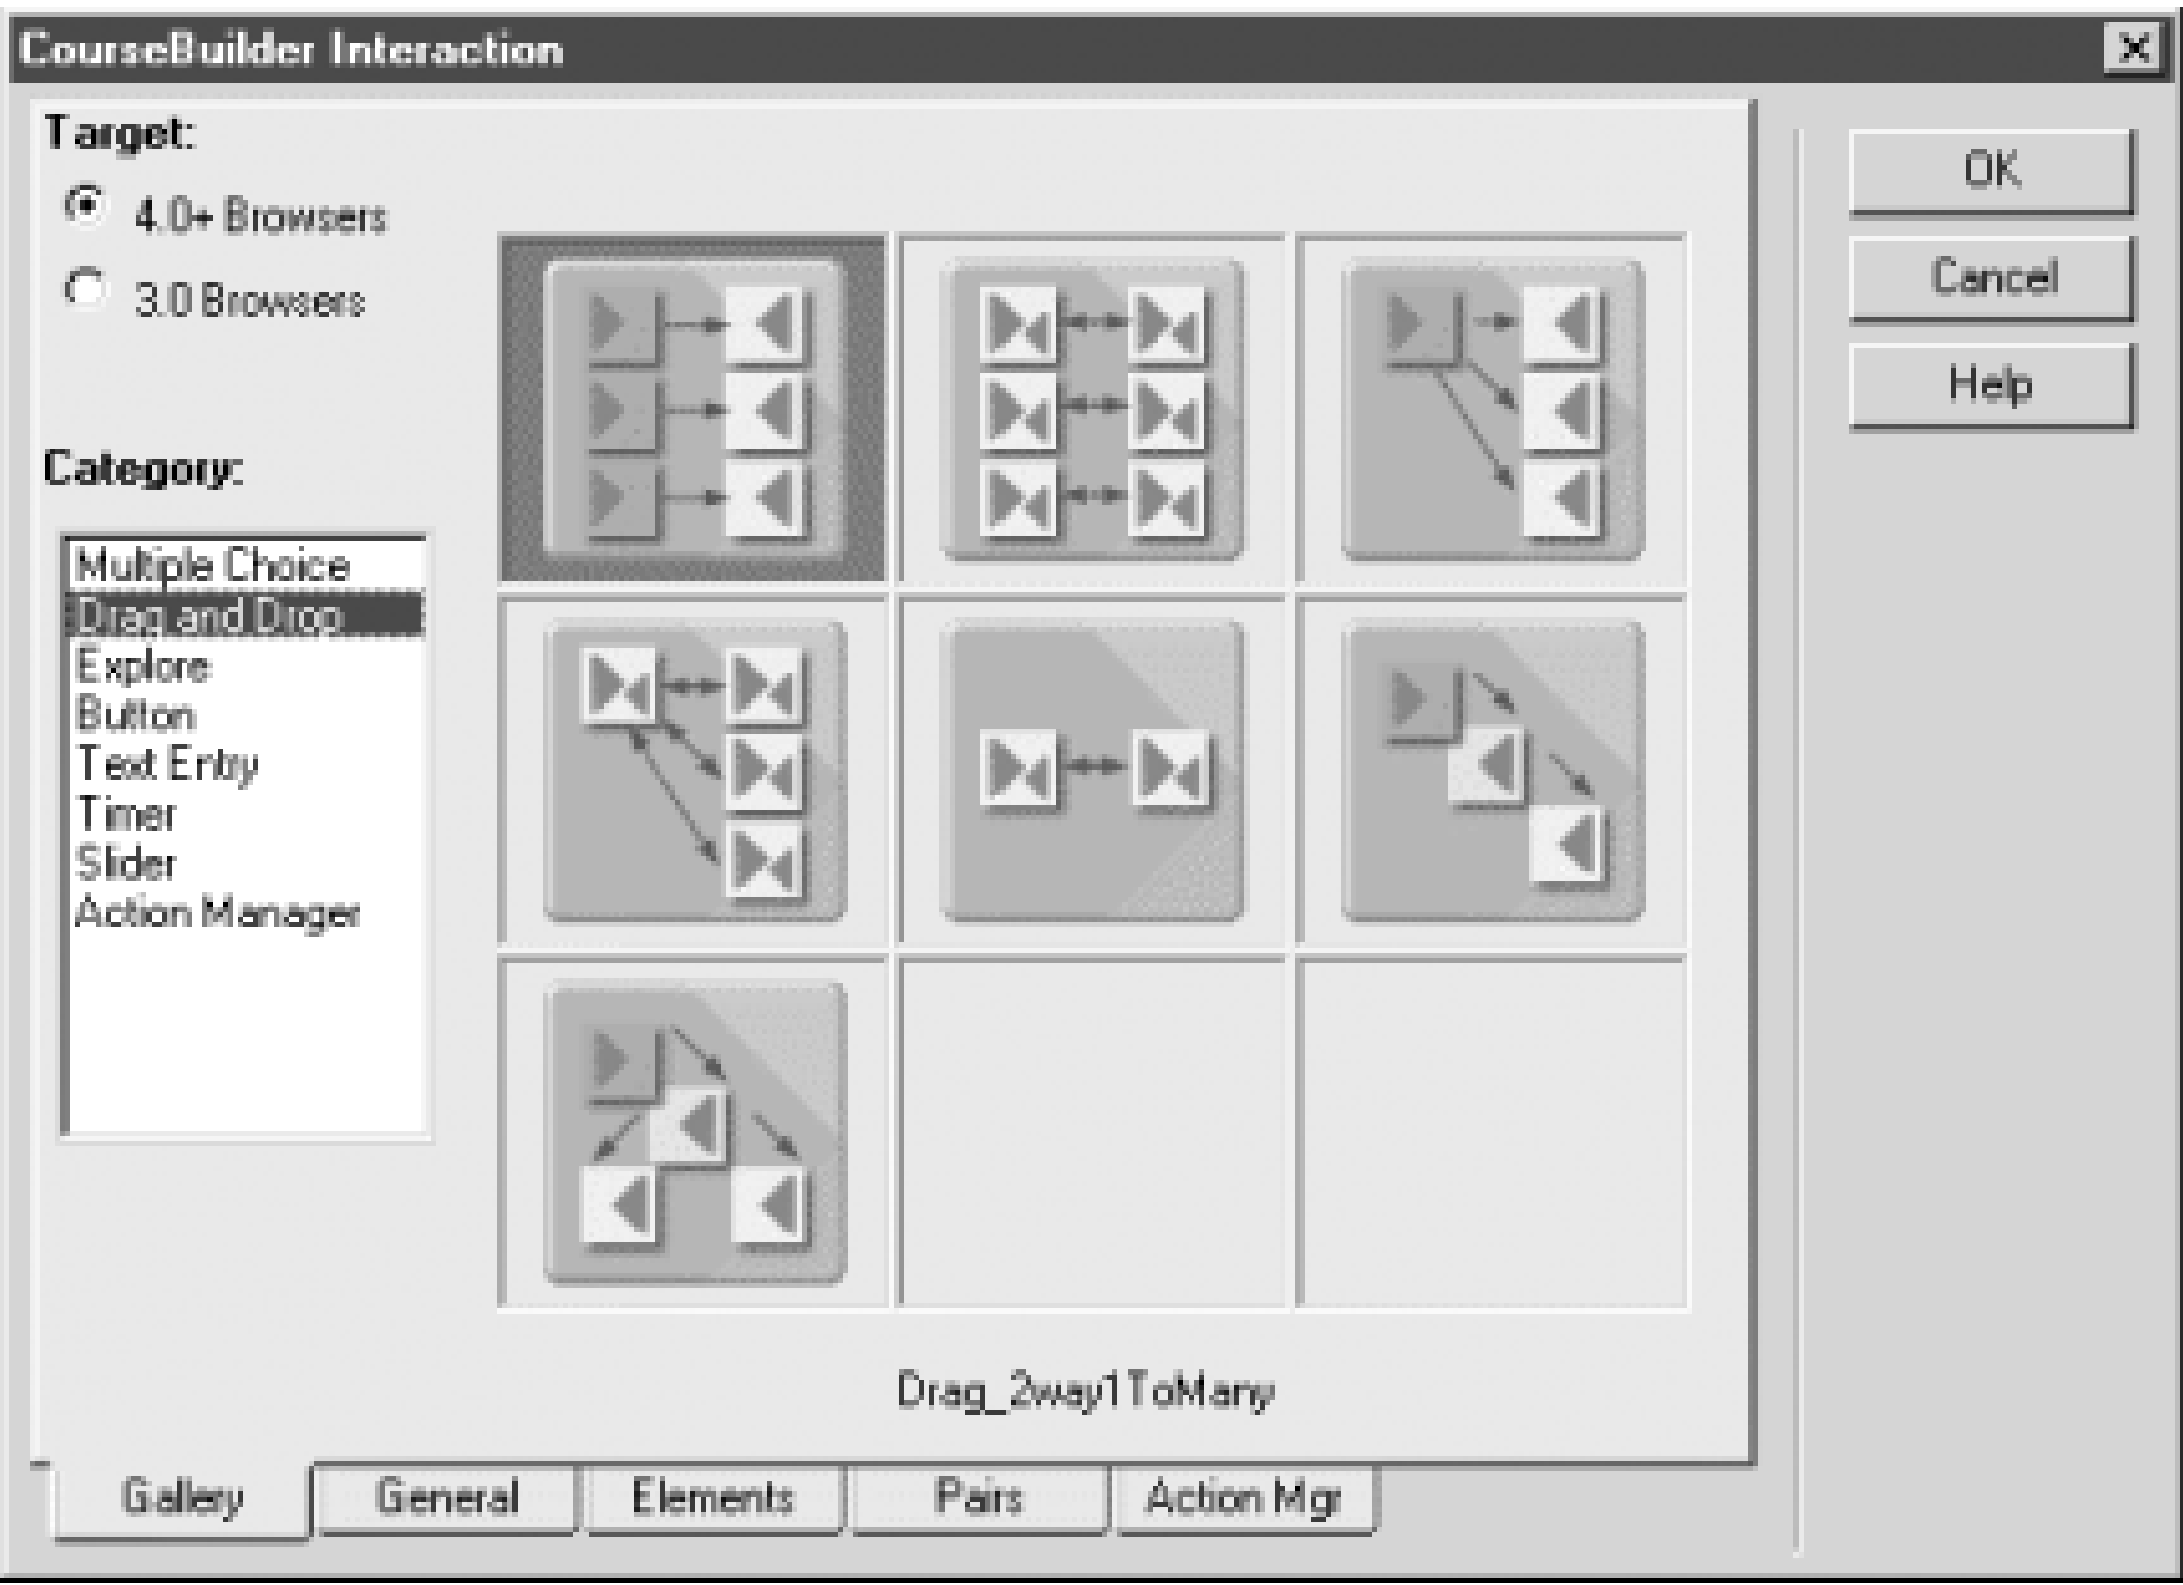 CourseBuilder Interaction
Target:
4.0+ Browsers
3.0 Browsers
Category:
Multiple Choice
Drag and Drop
Explore
Button
Text Entry
Timer
Slider
Action Manager
Drag_2way1ToMany
Gallery
General
Elements
Pairs
Action Mgr
OK
Cancel
Help